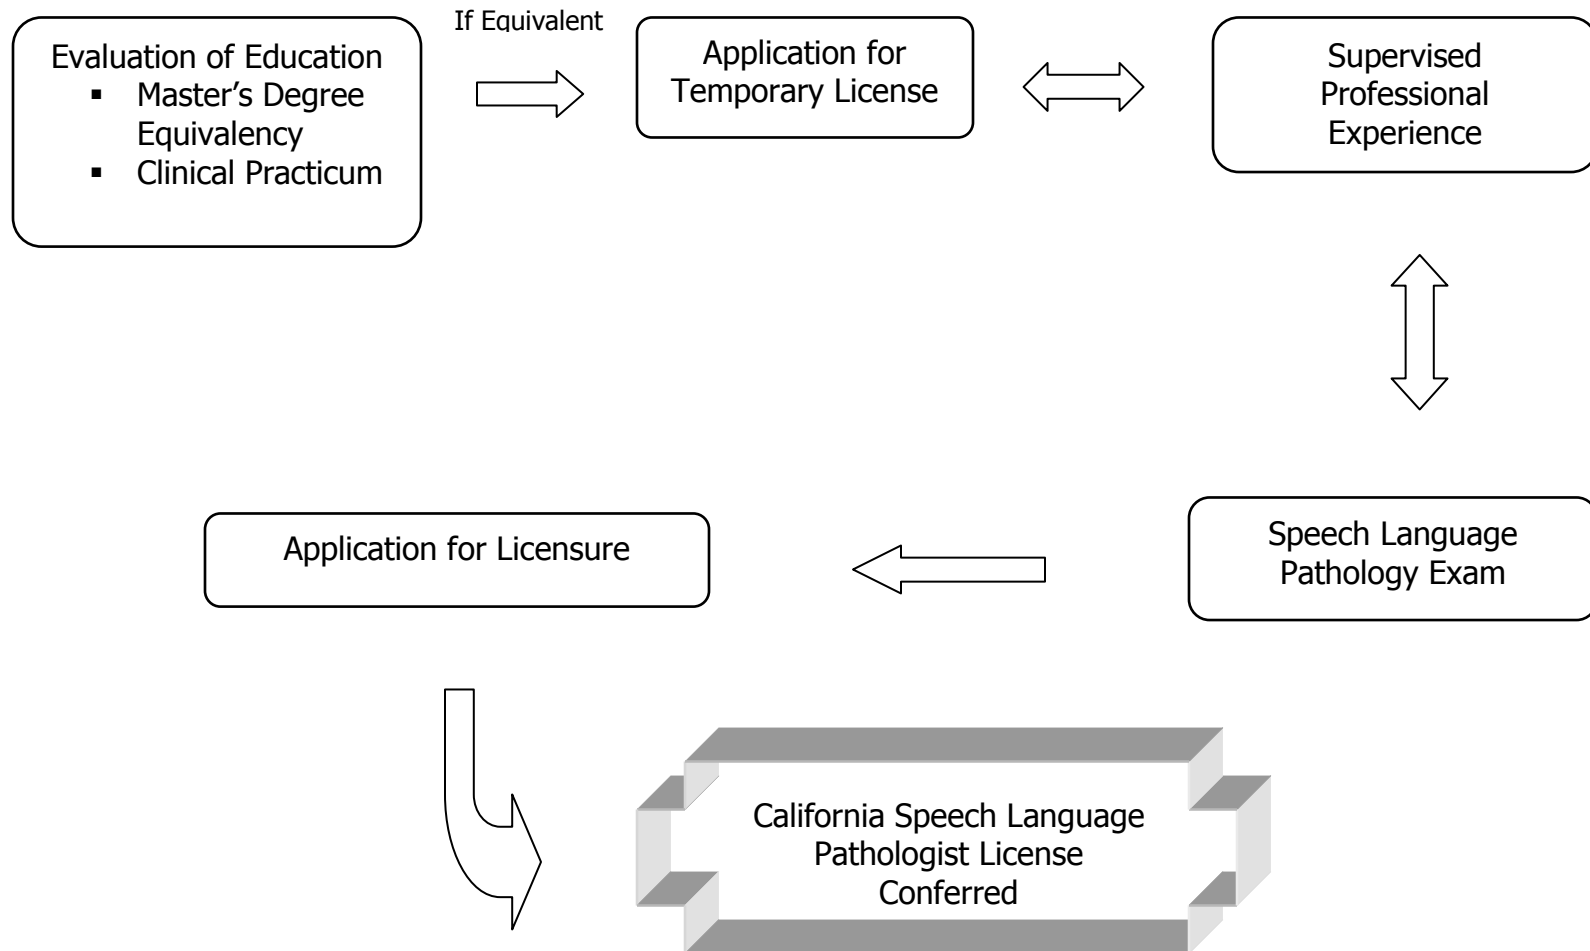 If Equivalent
Evaluation of Education
▪ Master’s Degree
Equivalency
▪ Clinical Practicum
Application for
Temporary License
Supervised
Professional
Experience
Application for Licensure
Speech Language
Pathology Exam
California Speech Language
Pathologist License
Conferred